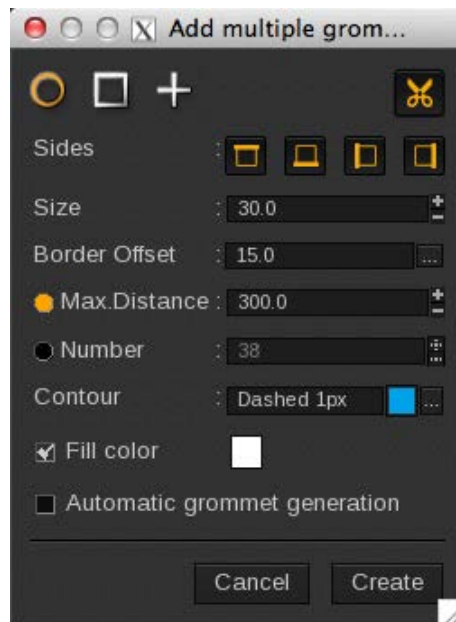 X Add multiple grom...
Sides :
Size : 30.0
Border Offset : 15.0 ...
Max.Distance : 300.0
Number : 38
Contour : Dashed 1px ...
Fill color
Automatic grommet generation
Cancel Create